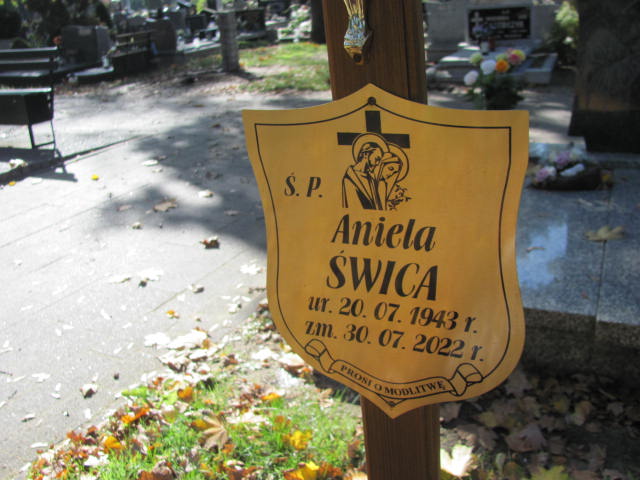 Ś. P.
Aniela
ŚWICA
ur. 20. 07. 1943 r.
zm. 30. 07. 2022 r.
PROSI O MODLITWĘ